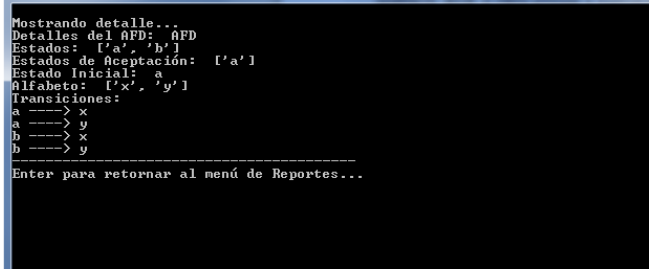 Mostrando detalle...
Detalles del AFD:  AFD
Estados:  ['a', 'b']
Estados de Aceptación:  ['a']
Estado Inicial:  a
Alfabeto:  ['x', 'y']
Transiciones:
a ----> x
a ----> y
b ----> x
b ----> y
------------------------------------------
Enter para retornar al menú de Reportes...